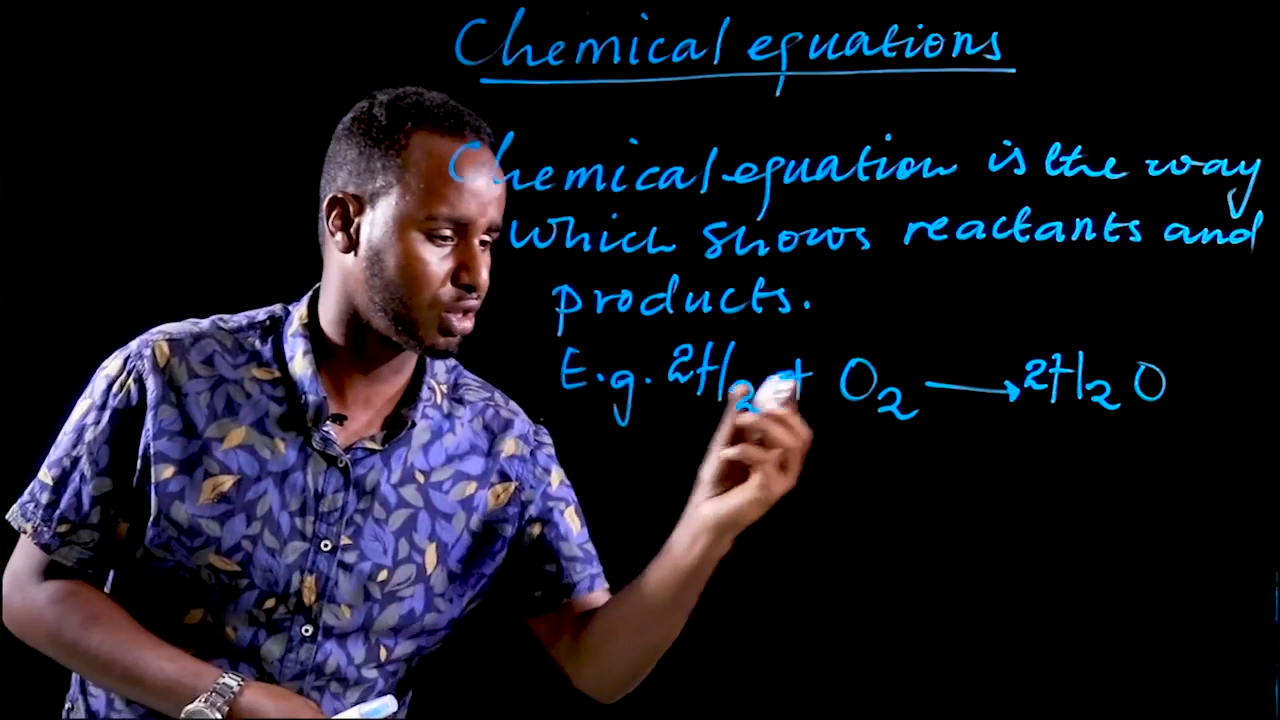 Chemical equations
Chemical equation is the way
which shows reactants and
products.
E.g. 2H₂ + O₂ → 2H₂O